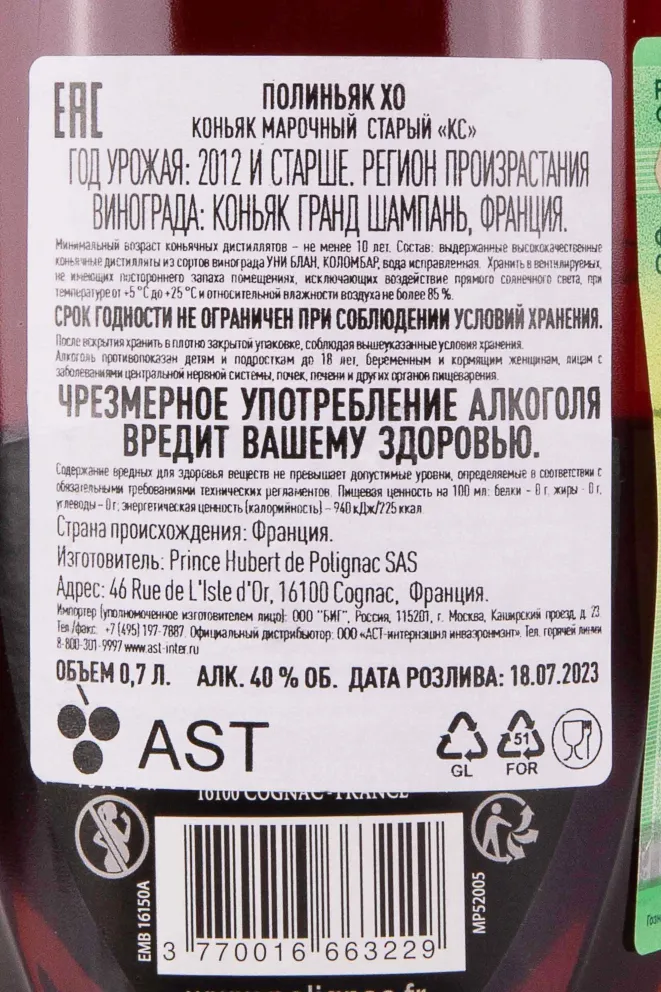 ЕАС
ПОЛИНЬЯК ХО
КОНЬЯК МАРОЧНЫЙ СТАРЫЙ «КС»
ГОД УРОЖАЯ: 2012 И СТАРШЕ. РЕГИОН ПРОИЗРАСТАНИЯ
ВИНОГРАДА: КОНЬЯК ГРАНД ШАМПАНЬ, ФРАНЦИЯ.
Минимальный возраст коньячных дистиллятов – не менее 10 лет. Состав: выдержанные высококачественные
коньячные дистилляты из сортов винограда УНИ БЛАН, КОЛОМБАР, вода исправленная. Хранить в вентилируемых,
не имеющих постороннего запаха помещениях, исключающих воздействие прямого солнечного света, при
температуре от +5 °С до +25 °С и относительной влажности воздуха не более 85 %.
СРОК ГОДНОСТИ НЕ ОГРАНИЧЕН ПРИ СОБЛЮДЕНИИ УСЛОВИЙ ХРАНЕНИЯ.
После вскрытия хранить в плотно закрытой упаковке, соблюдая вышеуказанные условия хранения.
Алкоголь противопоказан детям и подросткам до 18 лет, беременным и кормящим женщинам, лицам с
заболеваниями центральной нервной системы, почек, печени и других органов пищеварения.
ЧРЕЗМЕРНОЕ УПОТРЕБЛЕНИЕ АЛКОГОЛЯ
ВРЕДИТ ВАШЕМУ ЗДОРОВЬЮ.
Содержание вредных для здоровья веществ не превышает допустимые уровни, определяемые в соответствии с
обязательными требованиями технических регламентов. Пищевая ценность на 100 мл: белки - 0 г, жиры - 0 г,
углеводы – 0 г; энергетическая ценность (калорийность) – 940 кДж/225 ккал
Страна происхождения: Франция.
Изготовитель: Prince Hubert de Polignac SAS
Адрес: 46 Rue de L'Isle d'Or, 16100 Cognac, Франция.
Импортер (уполномоченное изготовителем лицо): ООО "БИГ", Россия, 115201, г. Москва, Каширский проезд, д. 23.
Тел./факс: +7 (495) 197-7887. Официальный дистрибьютор: ООО «АСТ-интернэшнл инваэронмэнт». Тел. горячей линии
8-800-301-9997 www.ast-inter.ru
ОБЪЕМ 0,7 Л. АЛК. 40 % ОБ. ДАТА РОЗЛИВА: 18.07.2023
AST
GL
51
FOR
16100 COGNAC - FRANCE
EMB 16150A
MP52005
3 770016 663229